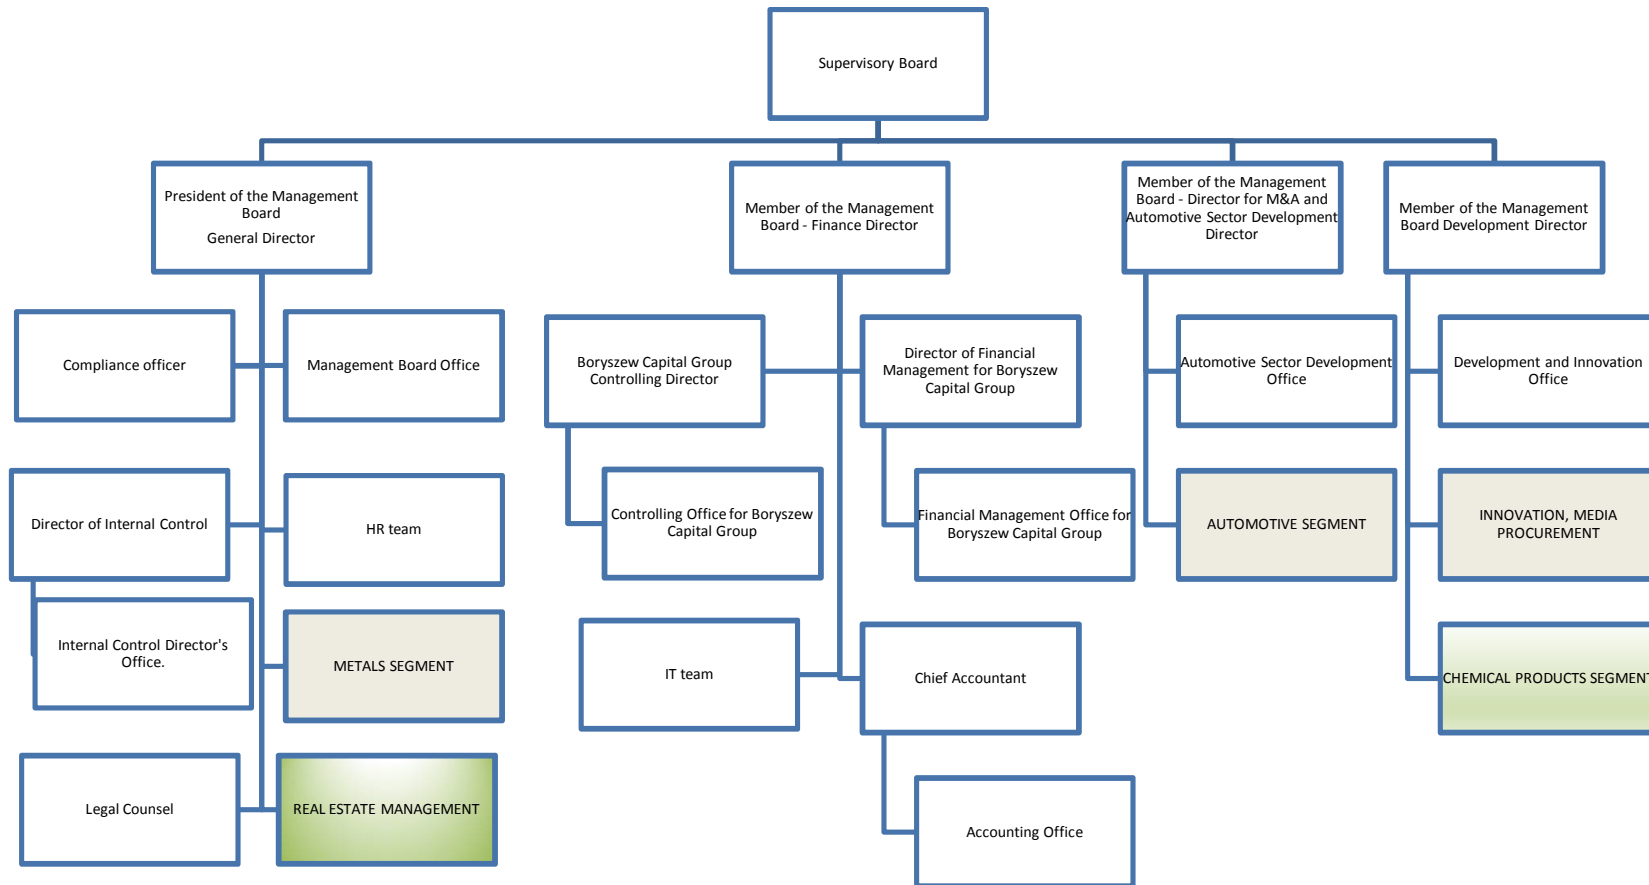 Supervisory Board
President of the Management
Board
General Director
Member of the Management
Board - Finance Director
Member of the Management
Board - Director for M&A and
Automotive Sector Development
Director
Member of the Management
Board Development Director
Compliance officer
Management Board Office
Boryszew Capital Group
Controlling Director
Director of Financial
Management for Boryszew
Capital Group
Automotive Sector Development
Office
Development and Innovation
Office
Director of Internal Control
HR team
Controlling Office for Boryszew
Capital Group
Financial Management Office for
Boryszew Capital Group
AUTOMOTIVE SEGMENT
INNOVATION, MEDIA
PROCUREMENT
Internal Control Director's
Office.
METALS SEGMENT
IT team
Chief Accountant
CHEMICAL PRODUCTS SEGMENT
Legal Counsel
REAL ESTATE MANAGEMENT
Accounting Office